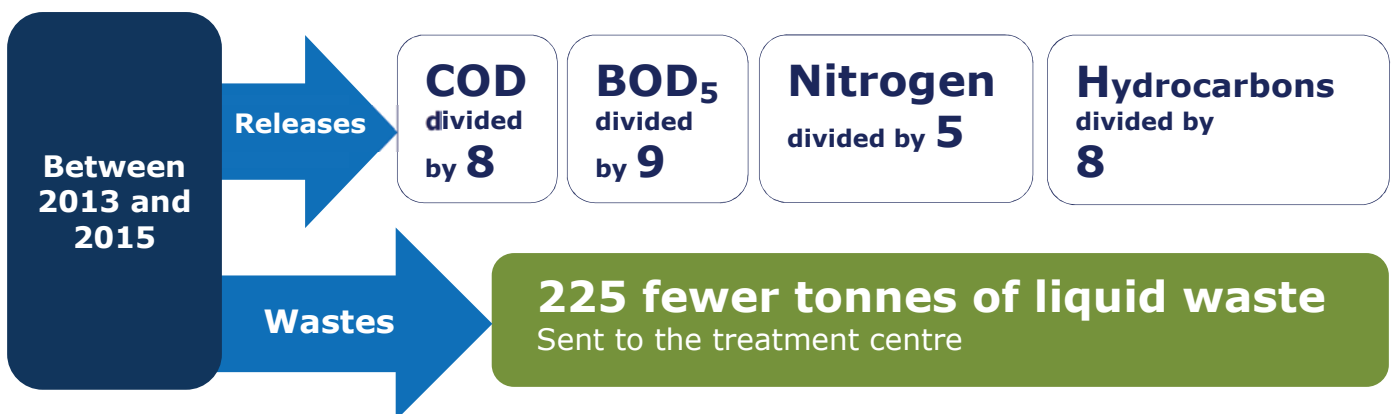 Between
2013 and
2015
Releases
COD
divided
by 8
BOD₅
divided
by 9
Nitrogen
divided by 5
Hydrocarbons
divided by
8
Wastes
225 fewer tonnes of liquid waste
Sent to the treatment centre